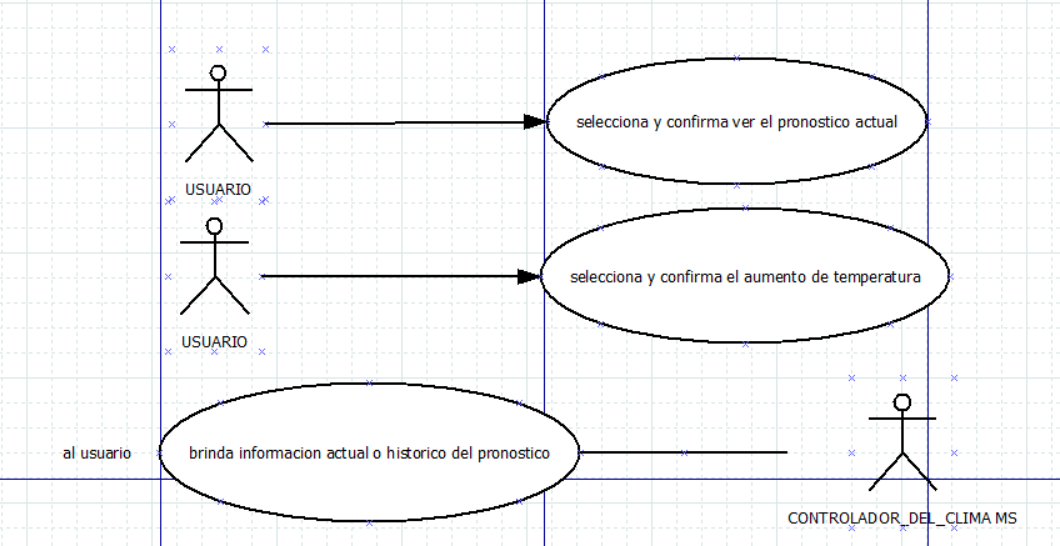 selecciona y confirma ver el pronostico actual
USUARIO
selecciona y confirma el aumento de temperatura
USUARIO
al usuario
brinda informacion actual o historico del pronostico
CONTROLADOR_DEL_CLIMA MS